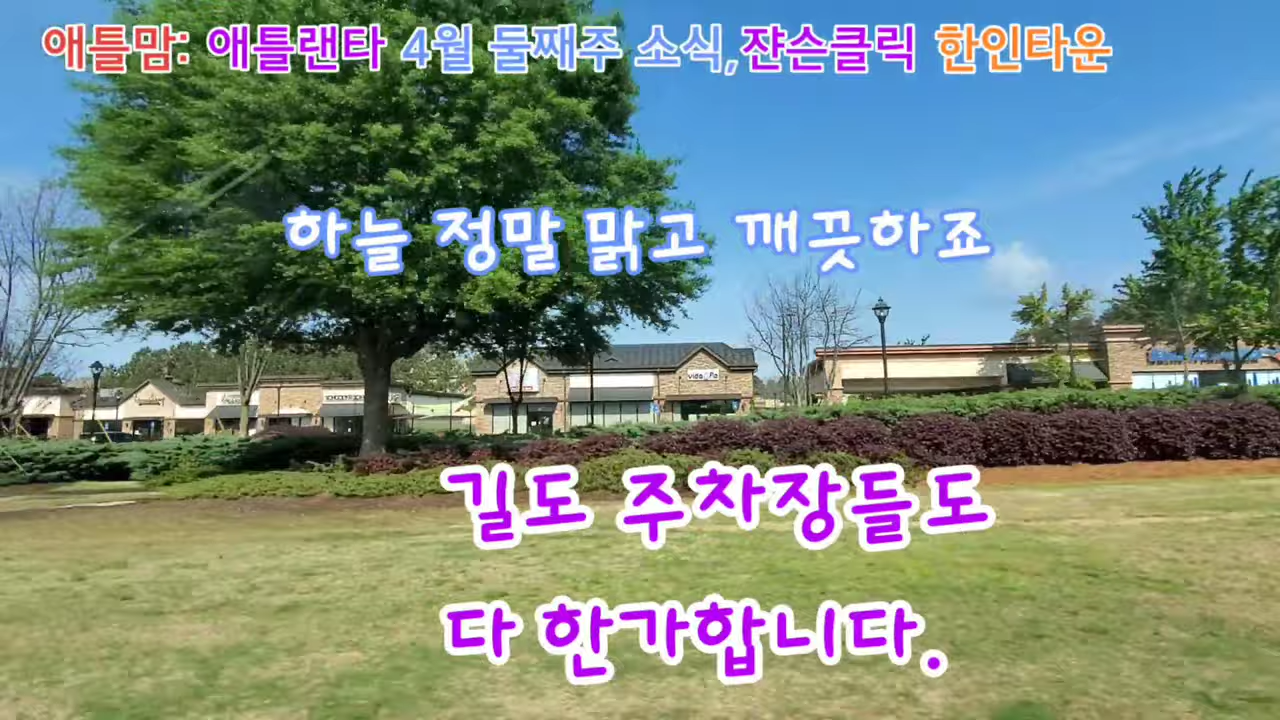 애틀맘: 애틀랜타 4월 둘째주 소식,쟌슨클릭 한인타운
하늘 정말 맑고 깨끗하죠
길도 주차장들도
다 한가합니다.